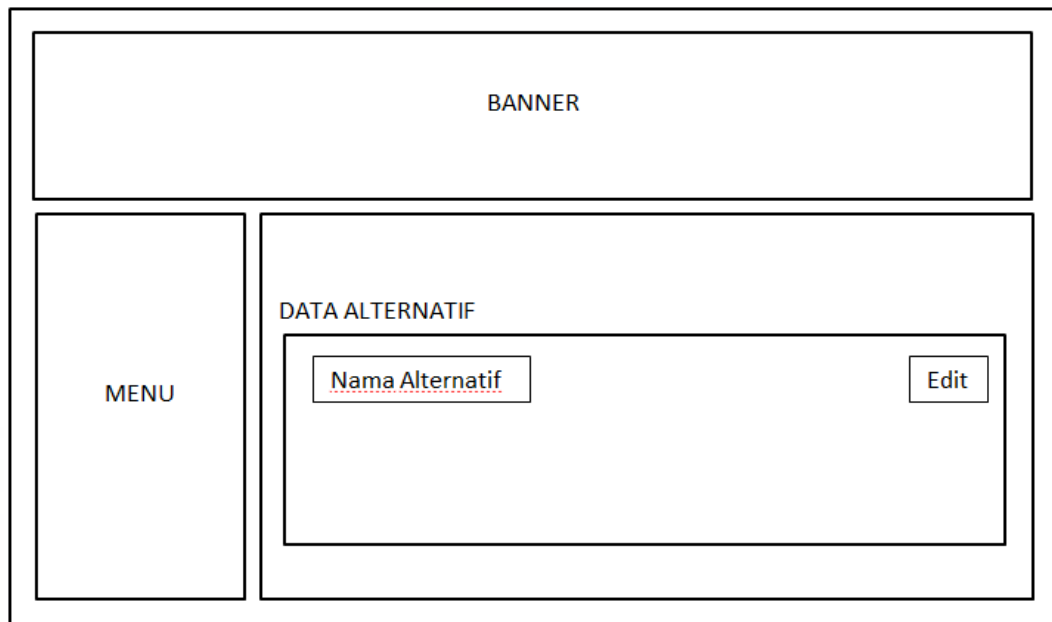 BANNER
MENU
DATA ALTERNATIF
Nama Alternatif
Edit